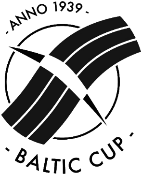 - ANNO 1939 -
- BALTIC CUP -